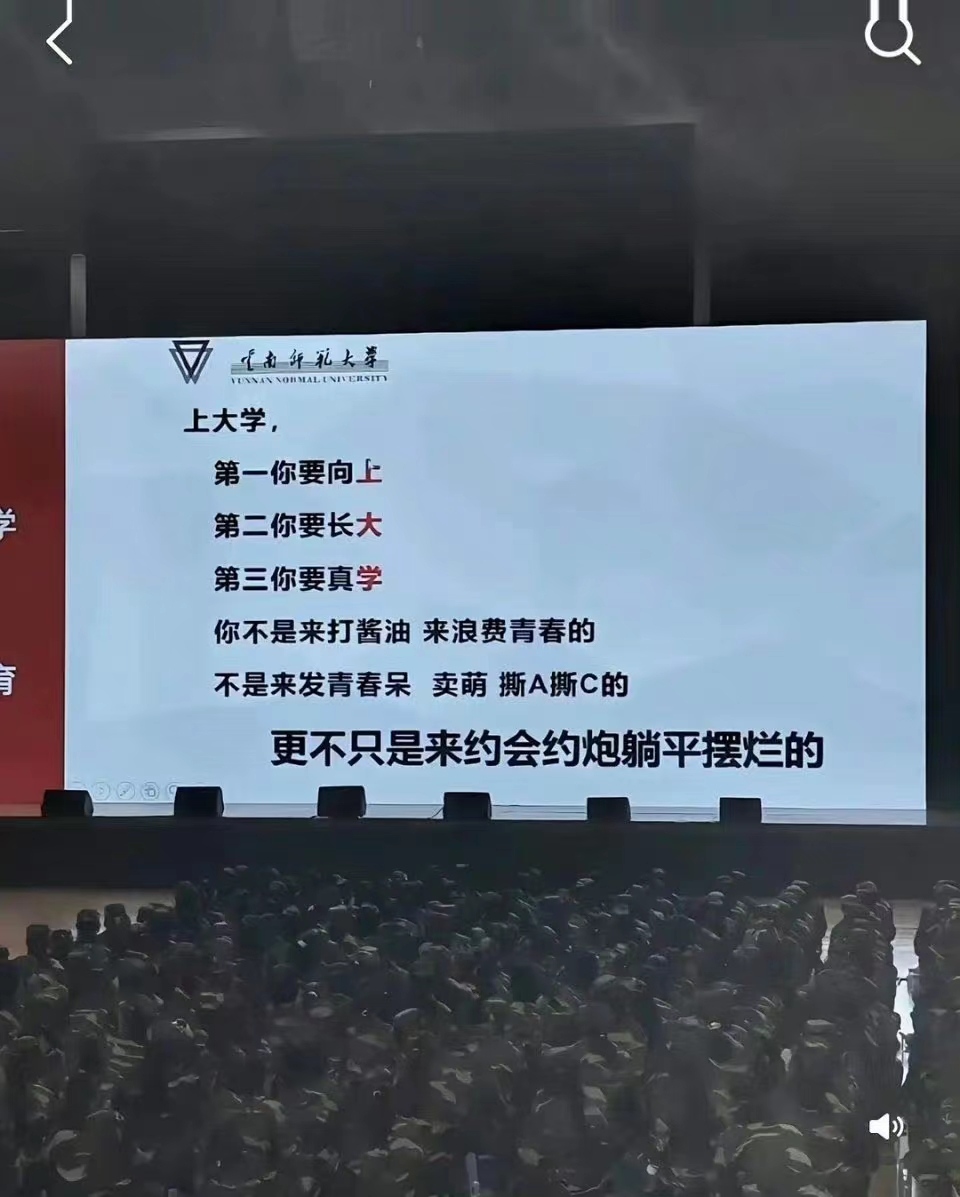 云南师范大学
YUNNAN NORMAL UNIVERSITY
上大学，
第一你要向上
第二你要长大
第三你要真学
你不是来打酱油 来浪费青春的
不是来发青春呆 卖萌 撕A撕C的
更不只是来约会约炮躺平摆烂的
学
育